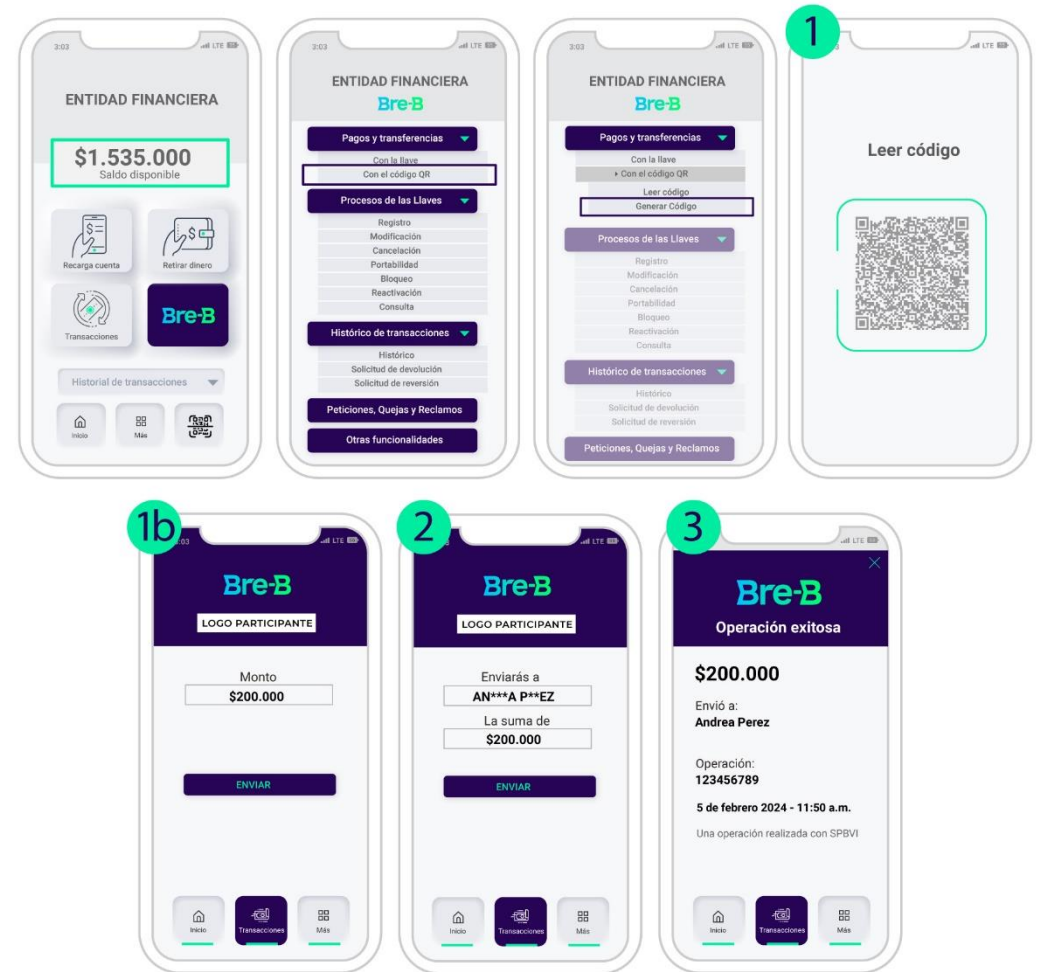 3:03
LTE
ENTIDAD FINANCIERA
$1.535.000
Saldo disponible
Recarga cuenta
Retirar dinero
Transacciones
Bre-B
Historial de transacciones
Inicio
Más
3:03
LTE
ENTIDAD FINANCIERA
Bre-B
Pagos y transferencias
Con la llave
Con el código QR
Procesos de las Llaves
Registro
Modificación
Cancelación
Portabilidad
Bloqueo
Reactivación
Consulta
Histórico de transacciones
Histórico
Solicitud de devolución
Solicitud de reversión
Peticiones, Quejas y Reclamos
Otras funcionalidades
3:03
LTE
ENTIDAD FINANCIERA
Bre-B
Pagos y transferencias
Con la llave
Con el código QR
Leer código
Generar Código
Procesos de las Llaves
Registro
Modificación
Cancelación
Portabilidad
Bloqueo
Reactivación
Consulta
Histórico de transacciones
Histórico
Solicitud de devolución
Solicitud de reversión
Peticiones, Quejas y Reclamos
1
LTE
Leer código
1b
LTE
Bre-B
LOGO PARTICIPANTE
Monto
$200.000
ENVIAR
Inicio
Transacciones
Más
2
LTE
Bre-B
LOGO PARTICIPANTE
Enviarás a
AN***A P**EZ
La suma de
$200.000
ENVIAR
Inicio
Transacciones
Más
3
LTE
Bre-B
Operación exitosa
$200.000
Envió a:
Andrea Perez
Operación:
123456789
5 de febrero 2024 - 11:50 a.m.
Una operación realizada con SPBVI
Inicio
Transacciones
Más